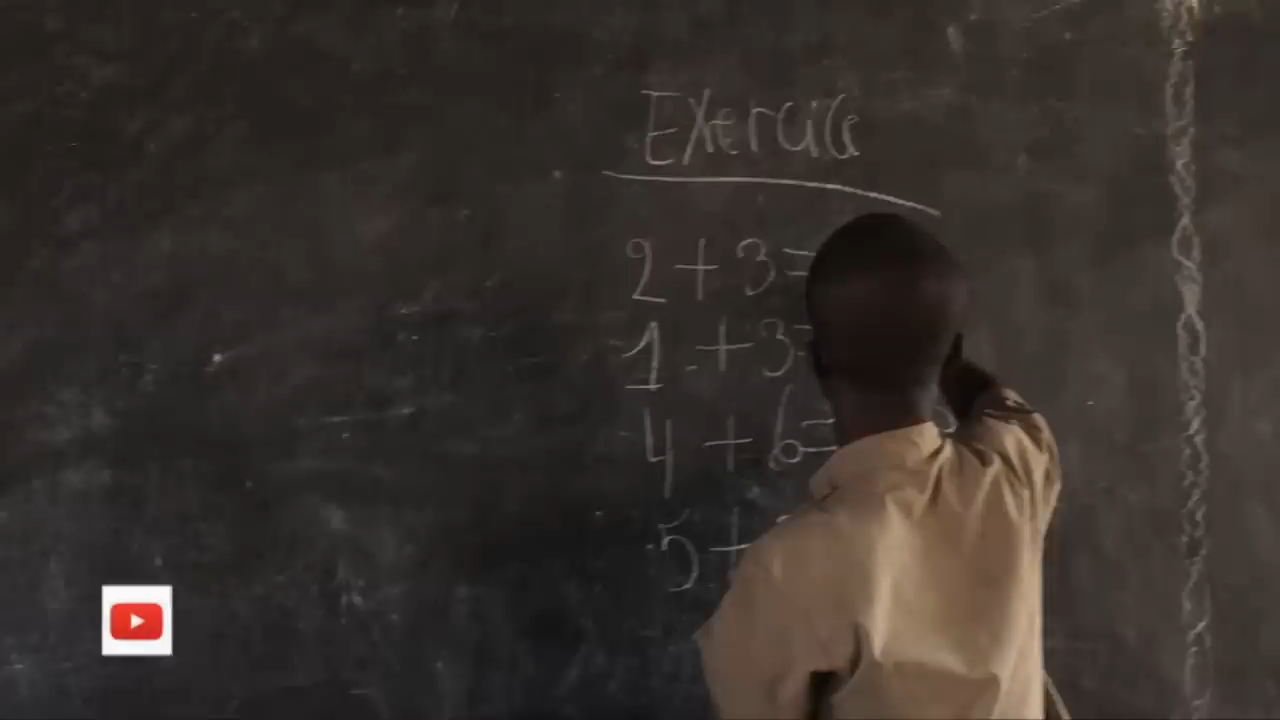 Exercice
2 + 3 =
1 + 3 =
4 + 6 =
5 +